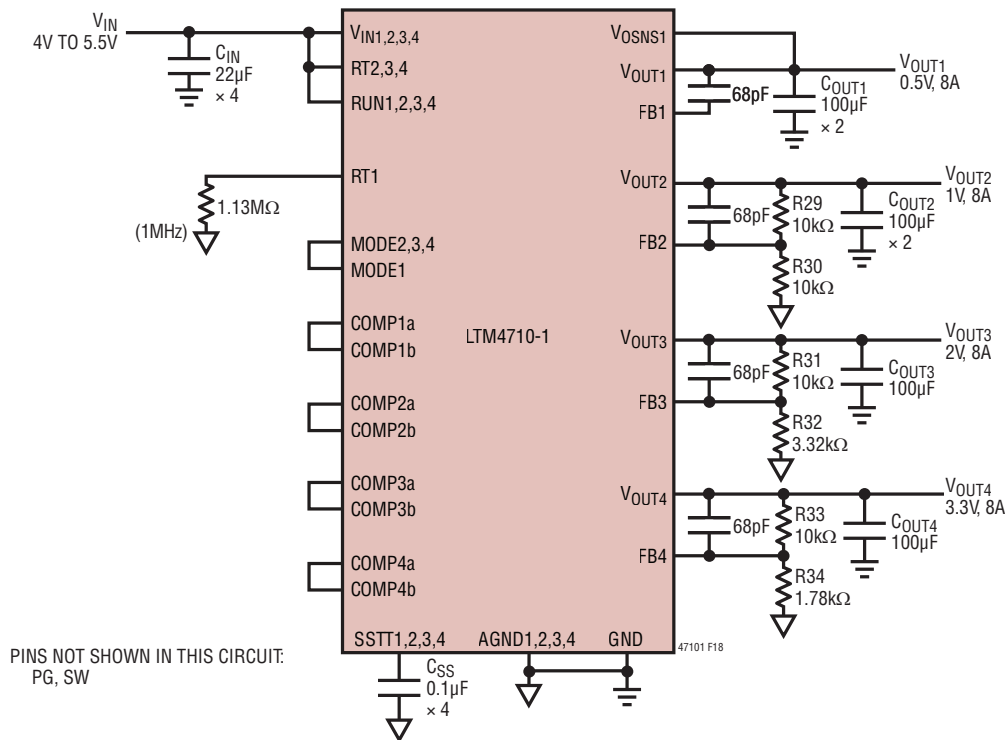 VIN
4V TO 5.5V
CIN
22µF
× 4
1.13MΩ
(1MHz)
VIN1,2,3,4
RT2,3,4
RUN1,2,3,4
RT1
MODE2,3,4
MODE1
COMP1a
COMP1b
COMP2a
COMP2b
COMP3a
COMP3b
COMP4a
COMP4b
SSTT1,2,3,4
AGND1,2,3,4
GND
LTM4710-1
VOSNS1
VOUT1
FB1
VOUT2
FB2
VOUT3
FB3
VOUT4
FB4
68pF
COUT1
100µF
× 2
VOUT1
0.5V, 8A
68pF
R29
10kΩ
R30
10kΩ
COUT2
100µF
× 2
VOUT2
1V, 8A
68pF
R31
10kΩ
R32
3.32kΩ
COUT3
100µF
VOUT3
2V, 8A
68pF
R33
10kΩ
R34
1.78kΩ
COUT4
100µF
VOUT4
3.3V, 8A
47101 F18
CSS
0.1µF
× 4
PINS NOT SHOWN IN THIS CIRCUIT:
PG, SW